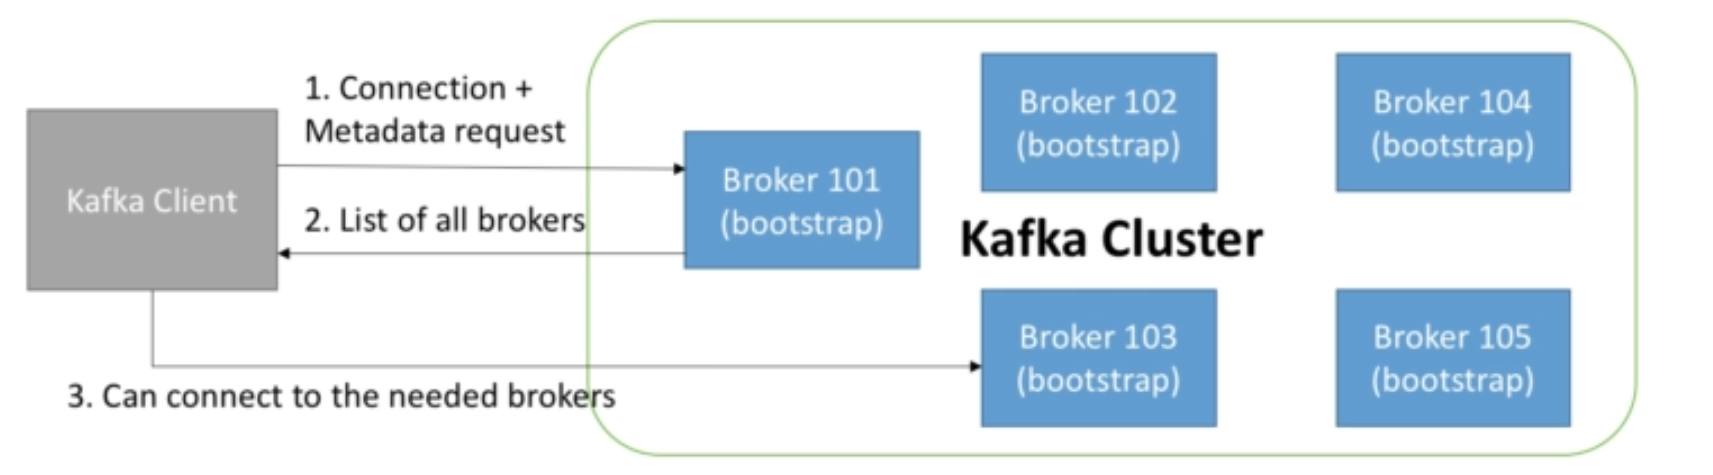 1. Connection +
Metadata request
Kafka Client
2. List of all brokers
3. Can connect to the needed brokers
Broker 101
(bootstrap)
Broker 102
(bootstrap)
Broker 104
(bootstrap)
Kafka Cluster
Broker 103
(bootstrap)
Broker 105
(bootstrap)